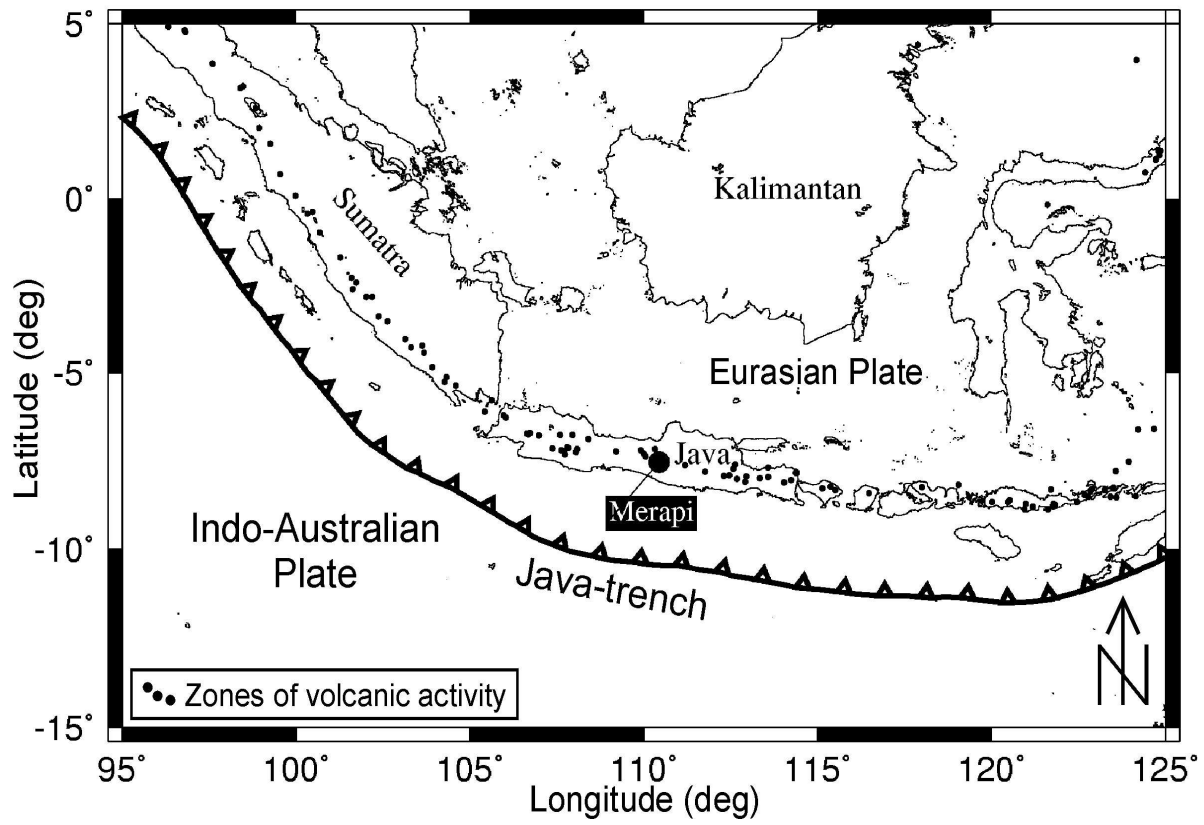 5°
0°
-5°
-10°
-15°
Latitude (deg)
Sumatra
Kalimantan
Eurasian Plate
Java
Merapi
Indo-Australian
Plate
Java-trench
N
Zones of volcanic activity
95° 100° 105° 110° 115° 120° 125°
Longitude (deg)